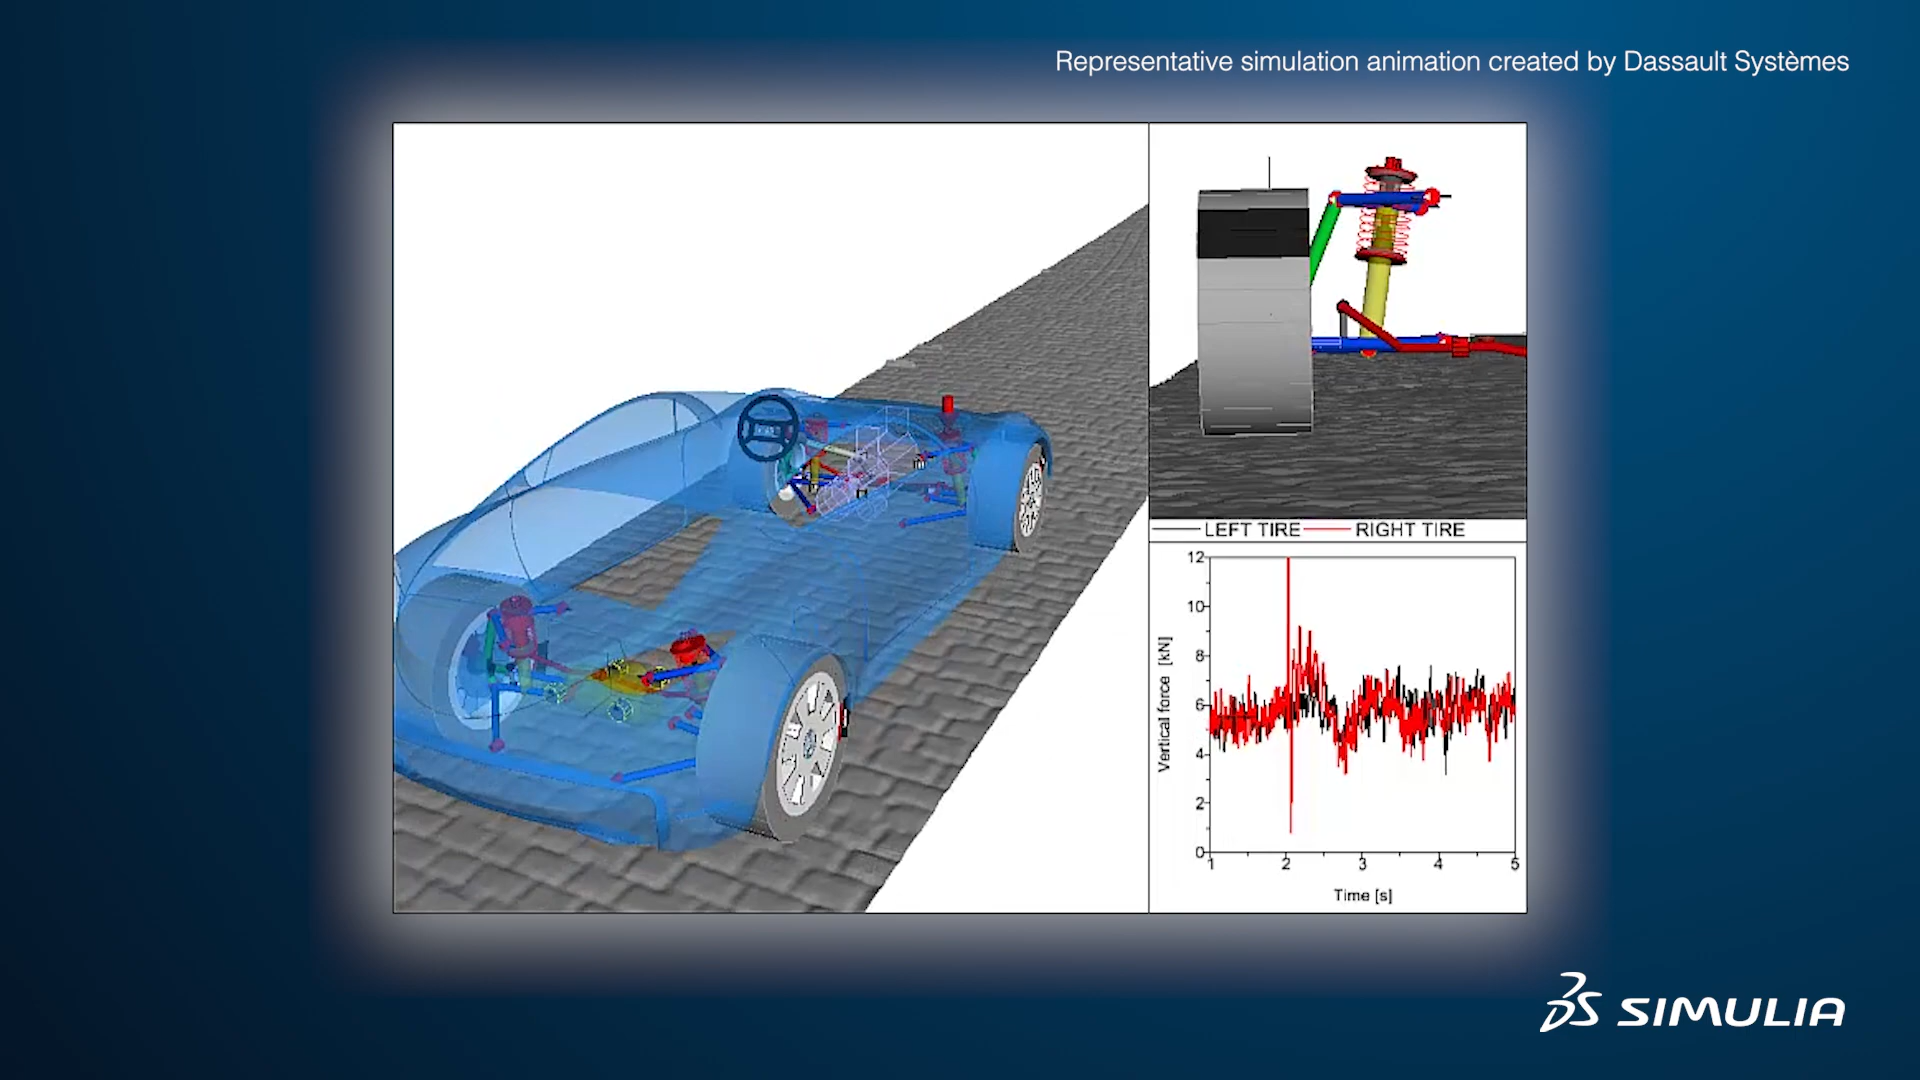 Representative simulation animation created by Dassault Systèmes
LEFT TIRE RIGHT TIRE
12
10
8
6
4
2
0
Vertical force [kN]
1 2 3 4 5
Time [s]
3DS SIMULIA